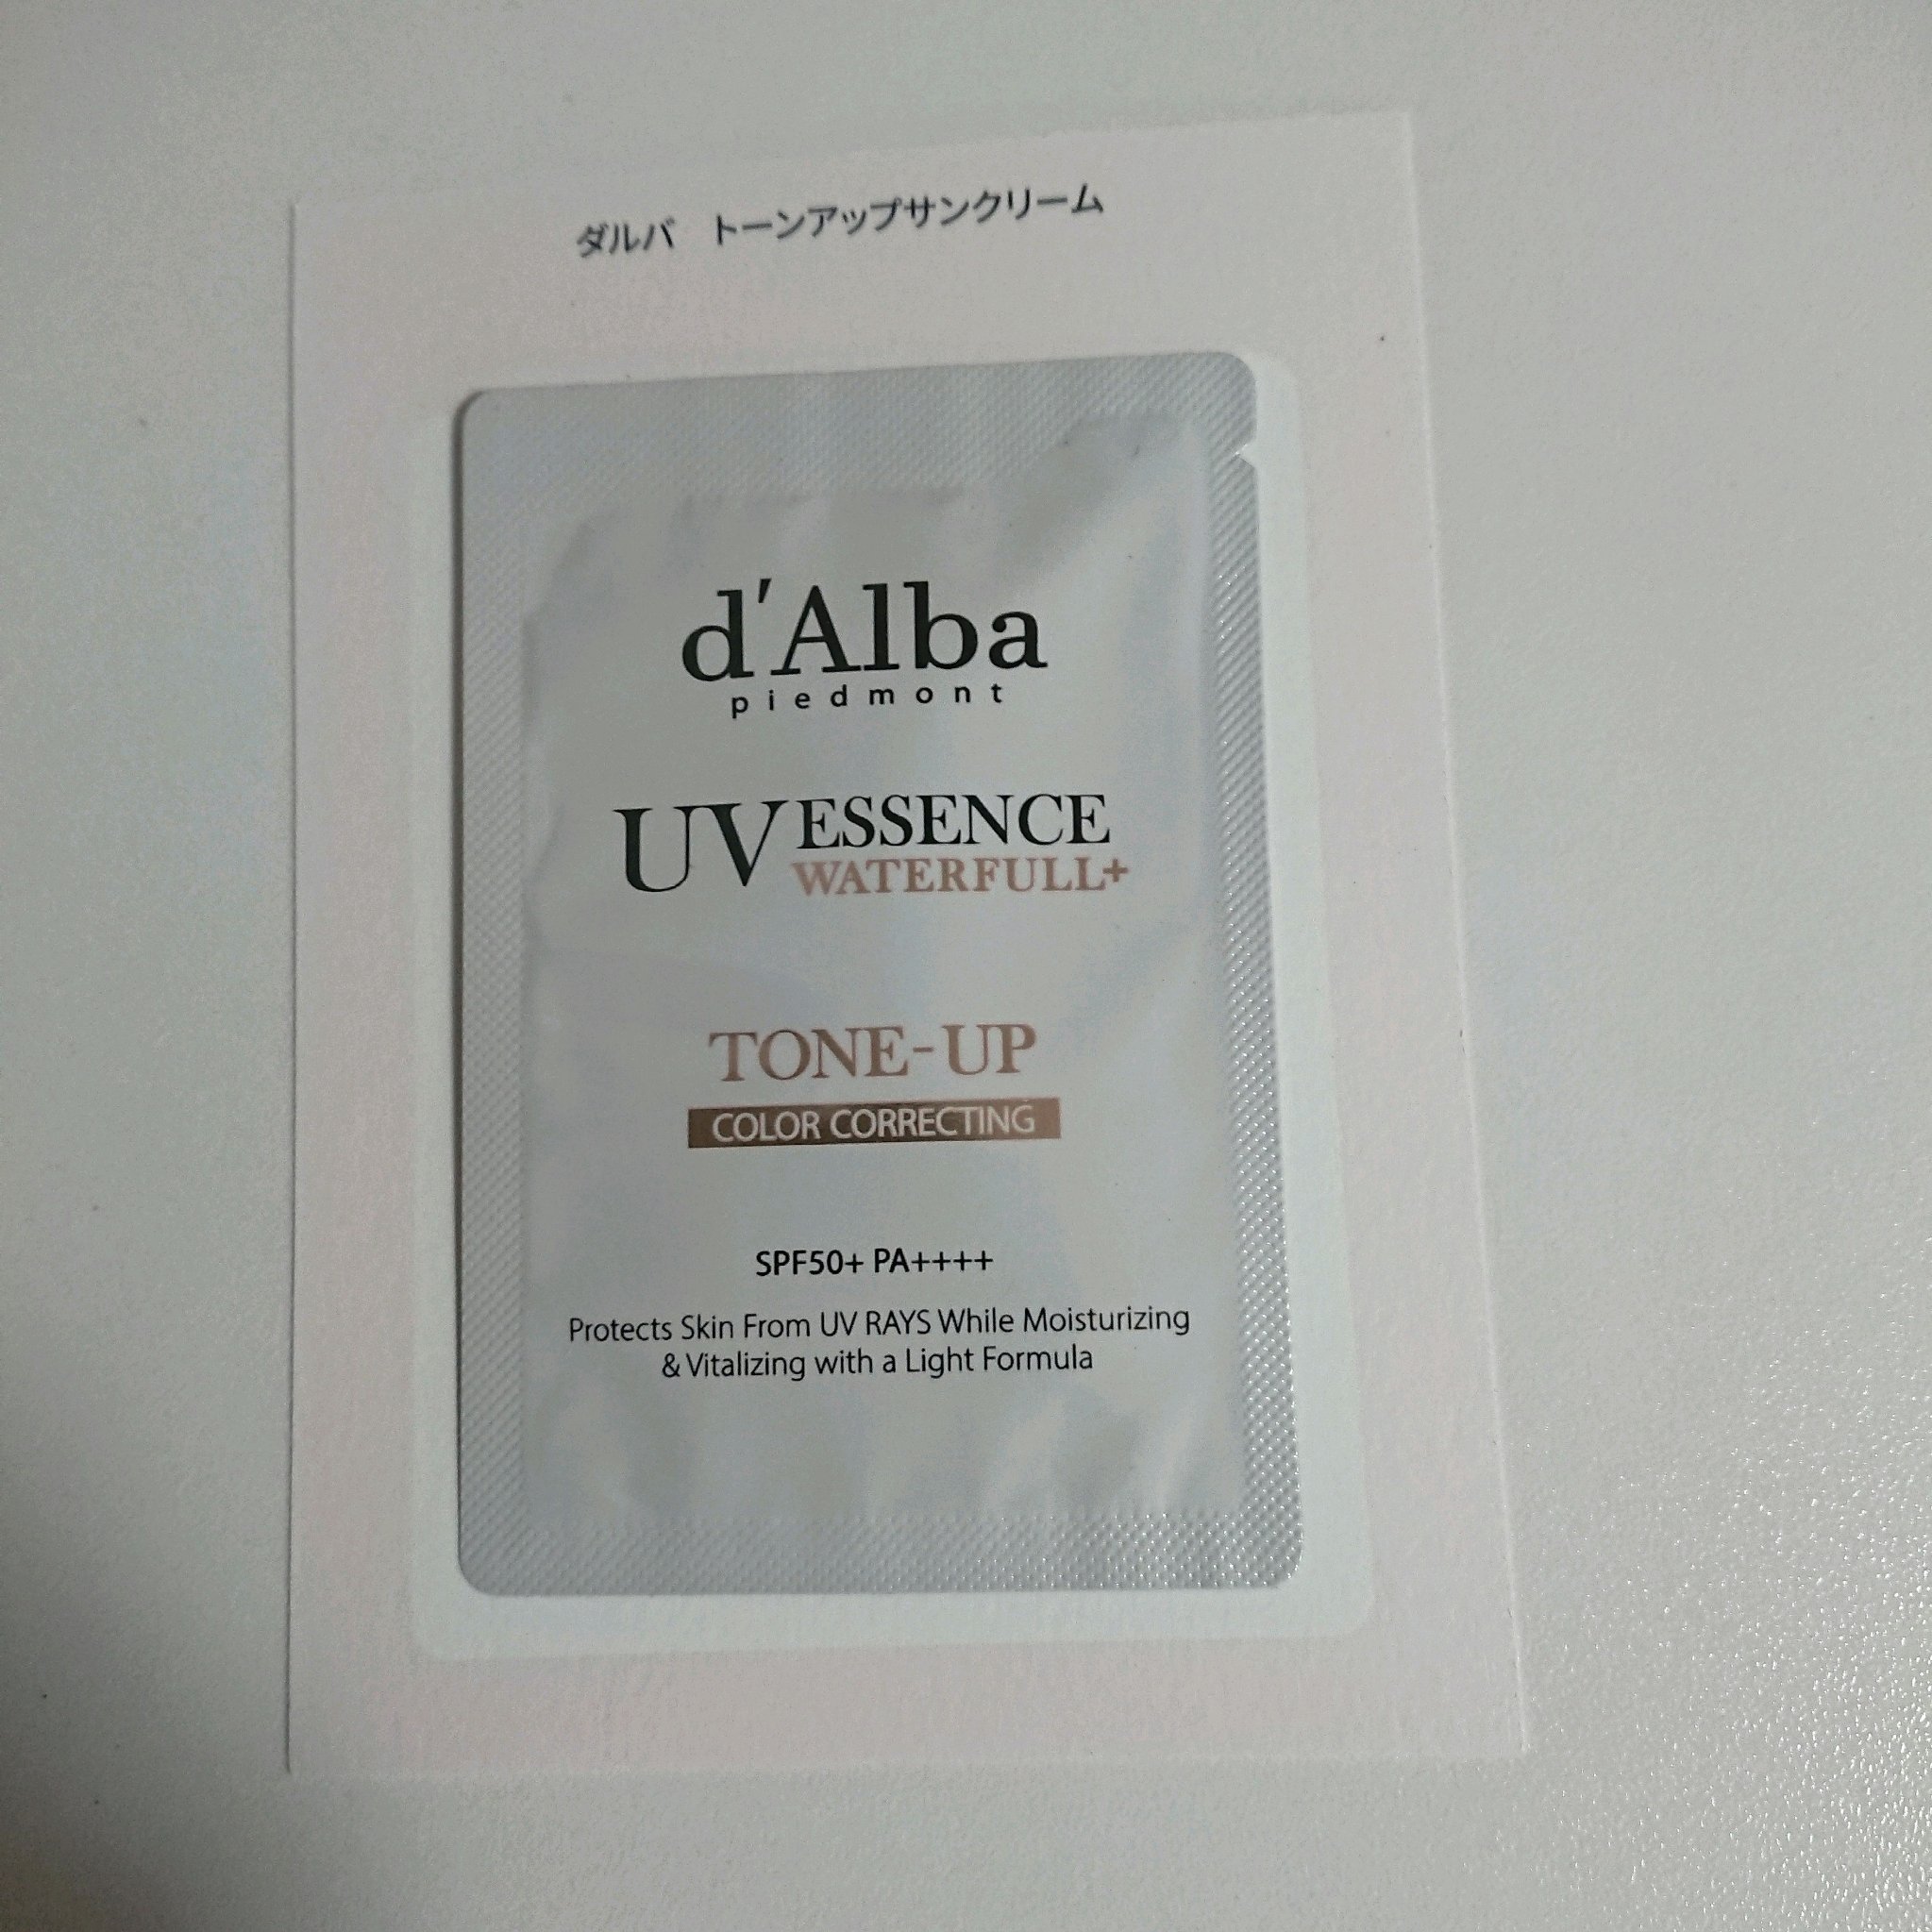 ダルバ　トーンアップサンクリーム
d'Alba
piedmont
UV ESSENCE
WATERFULL+
TONE-UP
COLOR CORRECTING
SPF50+ PA++++
Protects Skin From UV RAYS While Moisturizing
& Vitalizing with a Light Formula